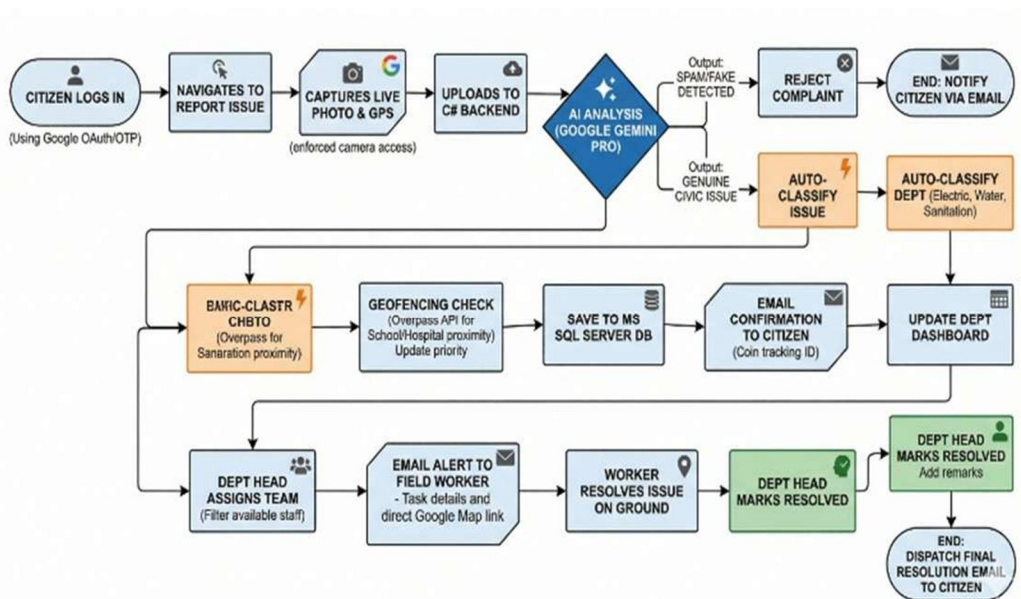 CITIZEN LOGS IN
(Using Google OAuth/OTP)
NAVIGATES TO
REPORT ISSUE
CAPTURES LIVE
PHOTO & GPS
(enforced camera access)
UPLOADS TO
C# BACKEND
AI ANALYSIS
(GOOGLE GEMINI
PRO)
Output:
SPAM/FAKE
DETECTED
REJECT
COMPLAINT
END: NOTIFY
CITIZEN VIA EMAIL
Output:
GENUINE
CIVIC ISSUE
AUTO-
CLASSIFY
ISSUE
AUTO-CLASSIFY
DEPT (Electric, Water,
Sanitation)
CHBTO
(Overpass for
Sanaration proximity)
GEOFENCING CHECK
(Overpass API for
School/Hospital proximity)
Update priority
SAVE TO MS
SQL SERVER DB
EMAIL
CONFIRMATION
TO CITIZEN
(Coin tracking ID)
UPDATE DEPT
DASHBOARD
DEPT HEAD
ASSIGNS TEAM
(Filter available staff)
EMAIL ALERT TO
FIELD WORKER
- Task details and
direct Google Map link
WORKER
RESOLVES ISSUE
ON GROUND
DEPT HEAD
MARKS RESOLVED
DEPT HEAD
MARKS RESOLVED
Add remarks
END:
DISPATCH FINAL
RESOLUTION EMAIL
TO CITIZEN